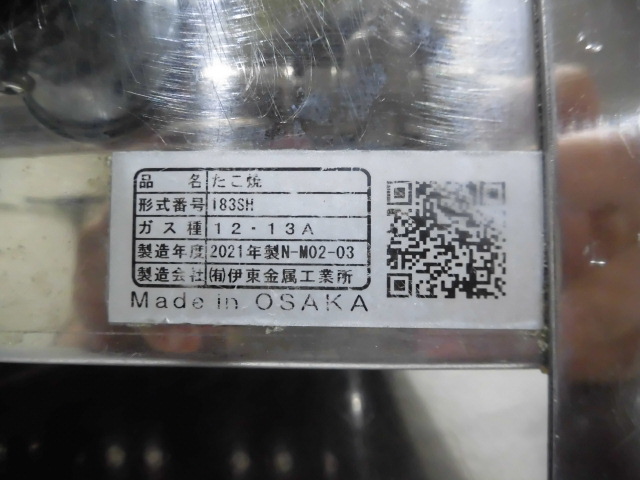 品名 たこ焼
形式番号 183SH
ガス種 12・13A
製造年度 2021年製N-M02-03
製造会社 ㈲伊東金属工業所
Made in OSAKA